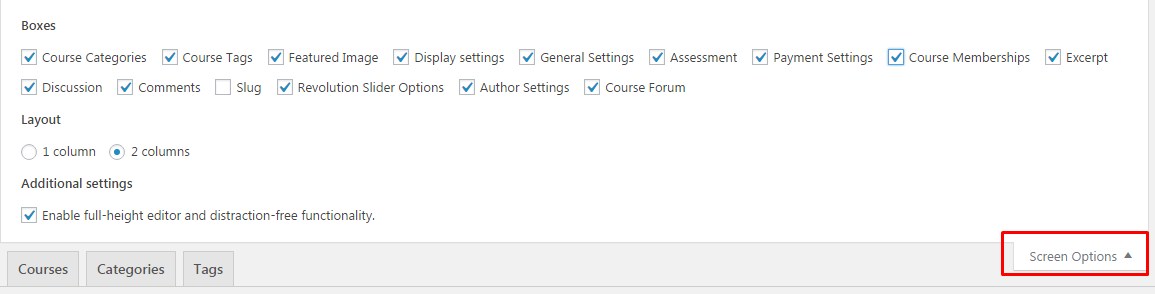 Boxes
Course Categories Course Tags Featured Image Display settings General Settings Assessment Payment Settings Course Memberships Excerpt
Discussion Comments Slug Revolution Slider Options Author Settings Course Forum
Layout
1 column 2 columns
Additional settings
Enable full-height editor and distraction-free functionality.
Screen Options
Courses Categories Tags